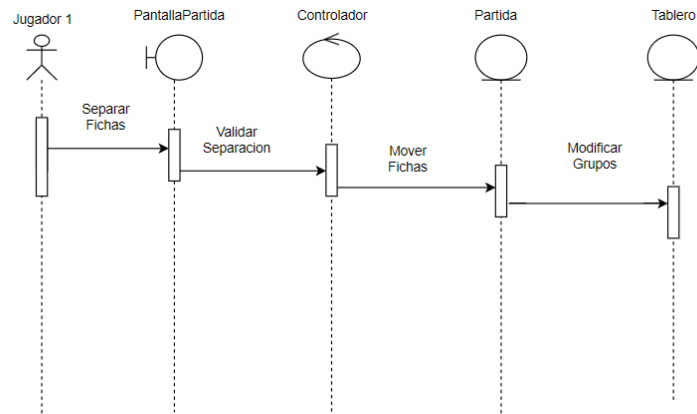 Jugador 1
PantallaPartida
Controlador
Partida
Tablero
Separar
Fichas
Validar
Separacion
Mover
Fichas
Modificar
Grupos